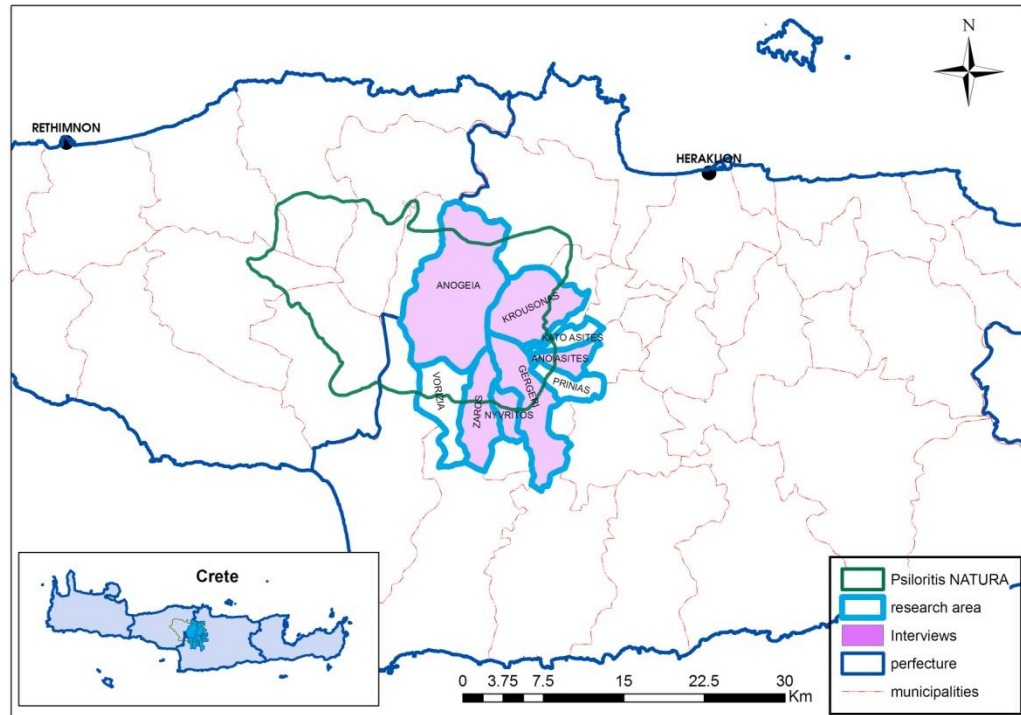 N
RETHIMNON
HERAKLION
ANOGEIA
KROUSONAS
KATO ASITES
ANO ASITES
PRINIAS
GERGERI
VORIZIA
ZAROS
NYVRITOS
Crete
Psiloritis NATURA
research area
Interviews
perfecture
municipalities
0 3.75 7.5 15 22.5 30
Km